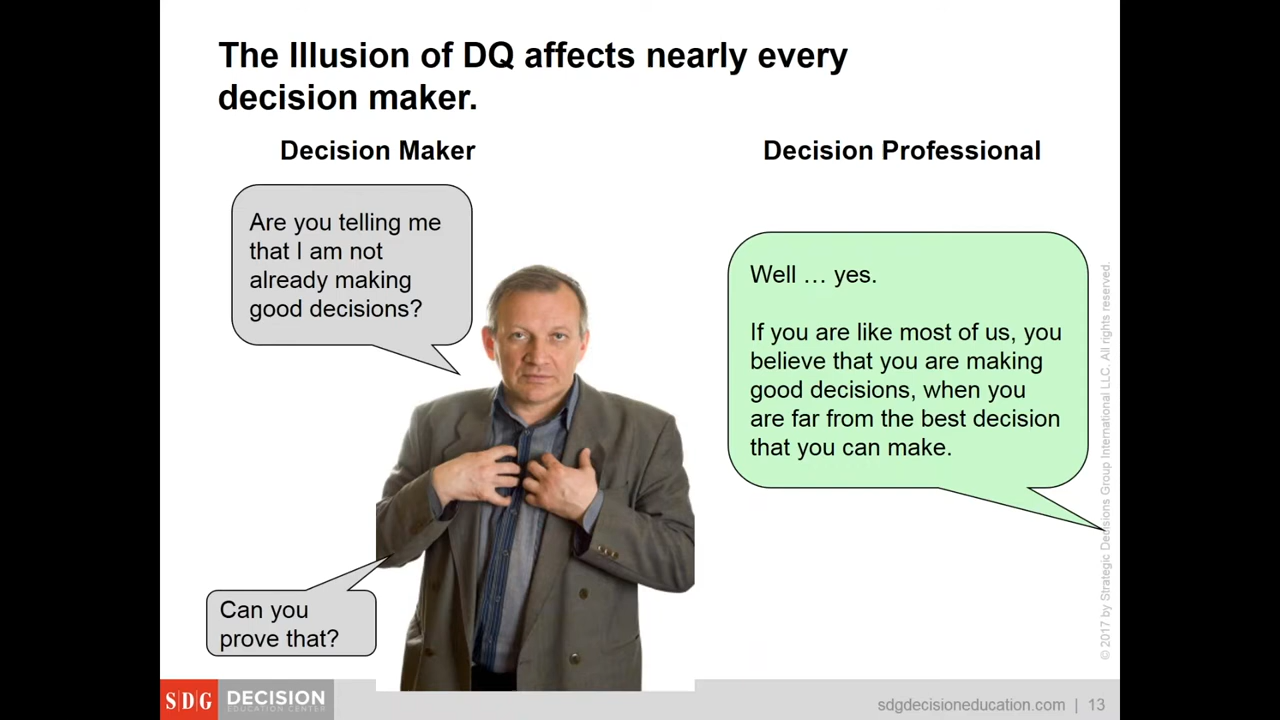 The Illusion of DQ affects nearly every
decision maker.
Decision Maker
Decision Professional
Are you telling me
that I am not
already making
good decisions?
Well … yes.
If you are like most of us, you
believe that you are making
good decisions, when you
are far from the best decision
that you can make.
Can you
prove that?
© 2017 by Strategic Decisions Group International LLC. All rights reserved.
S|D|G DECISION
EDUCATION CENTER
sdgdecisioneducation.com | 13